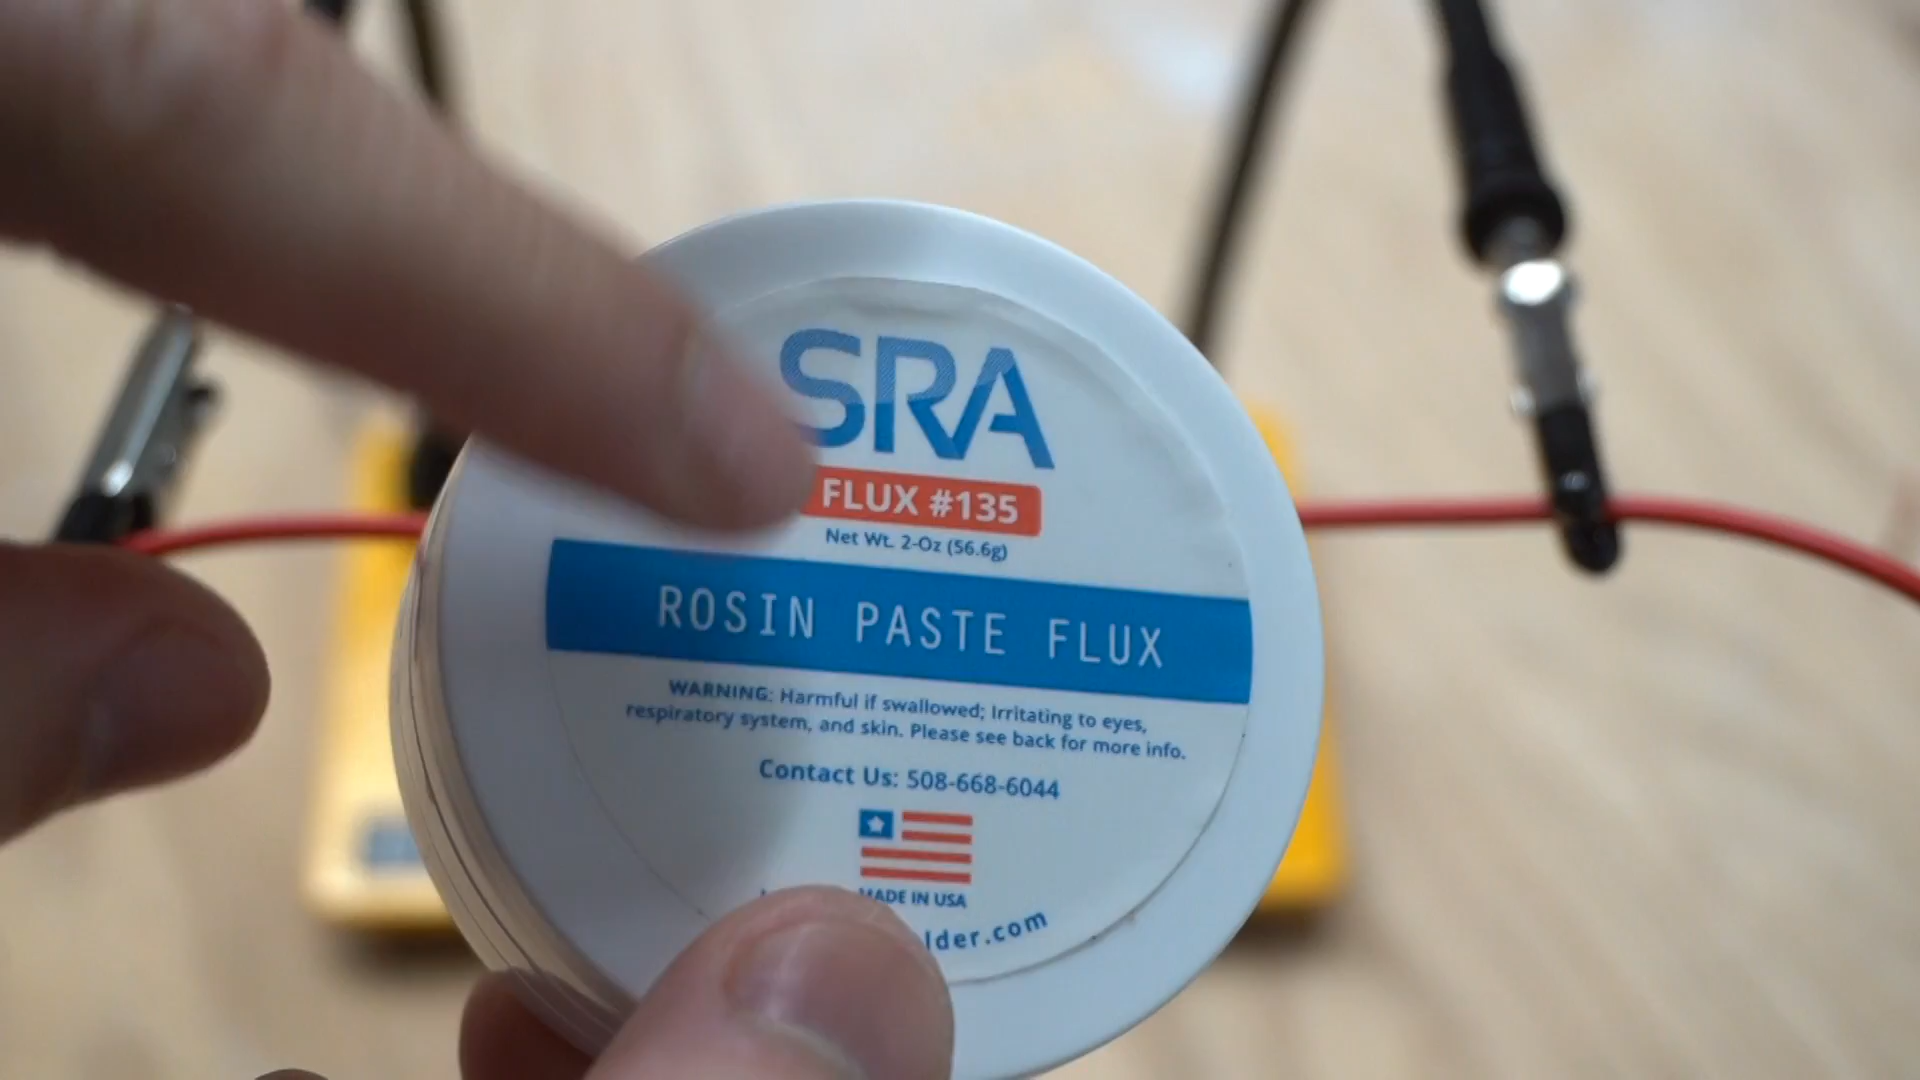 SRA
FLUX #135
Net Wt. 2-Oz (56.6g)
ROSIN PASTE FLUX
WARNING: Harmful if swallowed; Irritating to eyes,
respiratory system, and skin. Please see back for more info.
Contact Us: 508-668-6044
MADE IN USA
lder.com